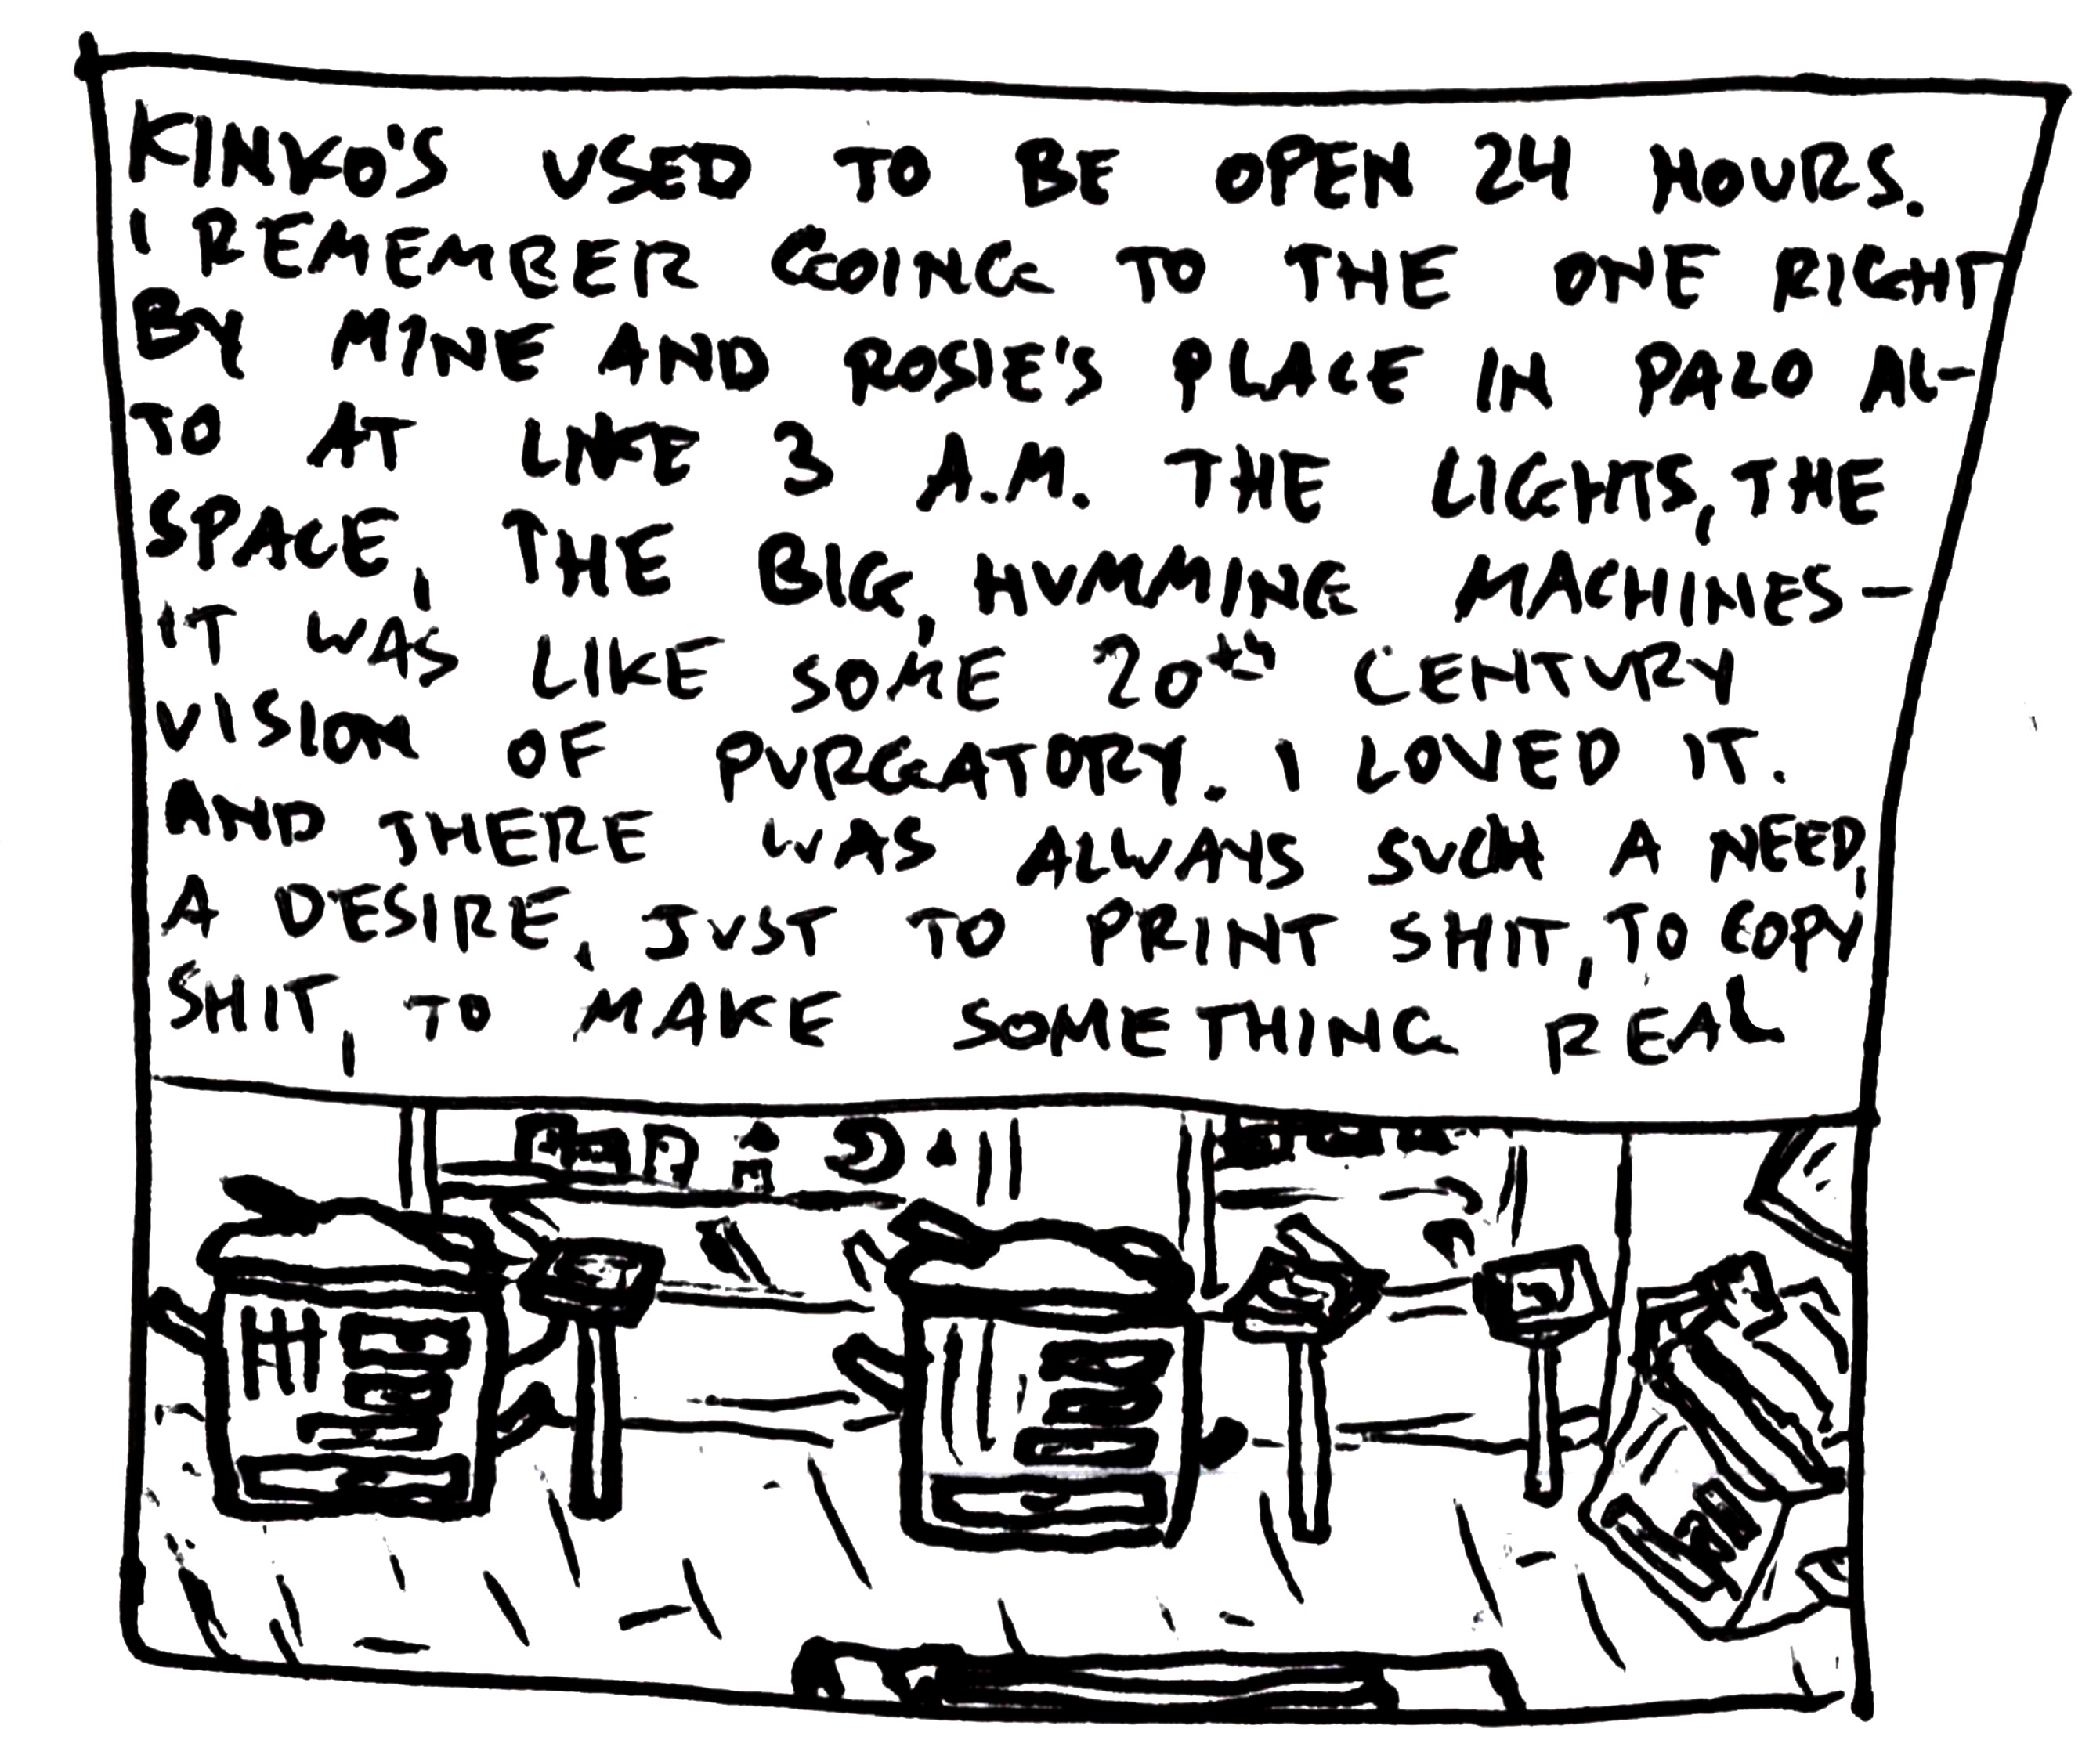 KINKO'S USED TO BE OPEN 24 HOURS.
I REMEMBER GOING TO THE ONE RIGHT
BY MINE AND ROSIE'S PLACE IN PALO AL-
TO AT LIKE 3 A.M. THE LIGHTS, THE
SPACE, THE BIG, HUMMING MACHINES-
IT WAS LIKE SOME 20th CENTURY
VISION OF PURGATORY. I LOVED IT.
AND THERE WAS ALWAYS SUCH A NEED,
A DESIRE, JUST TO PRINT SHIT, TO COPY
SHIT, TO MAKE SOMETHING REAL